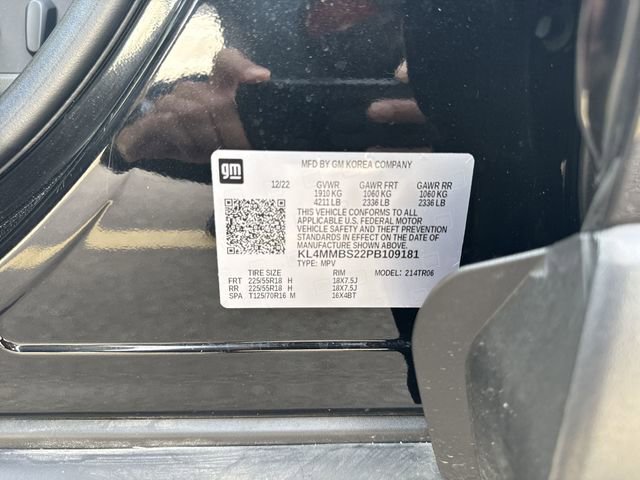 gm
MFD BY GM KOREA COMPANY
12/22 GVWR GAWR FRT GAWR RR
1910 KG 1060 KG 1060 KG
4211 LB 2336 LB 2336 LB
THIS VEHICLE CONFORMS TO ALL
APPLICABLE U.S. FEDERAL MOTOR
VEHICLE SAFETY AND THEFT PREVENTION
STANDARDS IN EFFECT ON THE DATE OF
MANUFACTURE SHOWN ABOVE.
KL4MMBS22PB109181
TYPE: MPV
TIRE SIZE RIM MODEL: 214TR06
FRT 225/55R18 H 18X7.5J
RR 225/55R18 H 18X7.5J
SPA T125/70R16 M 16X4BT